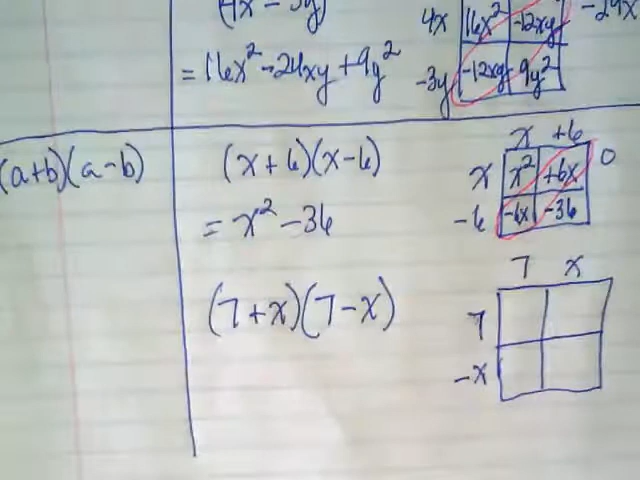 (4x - 3y)
= 16x² - 24xy + 9y²
4x 16x² -12xy -24x
-3y -12xy 9y²
(a+b)(a-b)
(x+6)(x-6)
= x² - 36
x +6
x x² +6x 0
-6 -6x -36
(7+x)(7-x)
7 x
7
-x